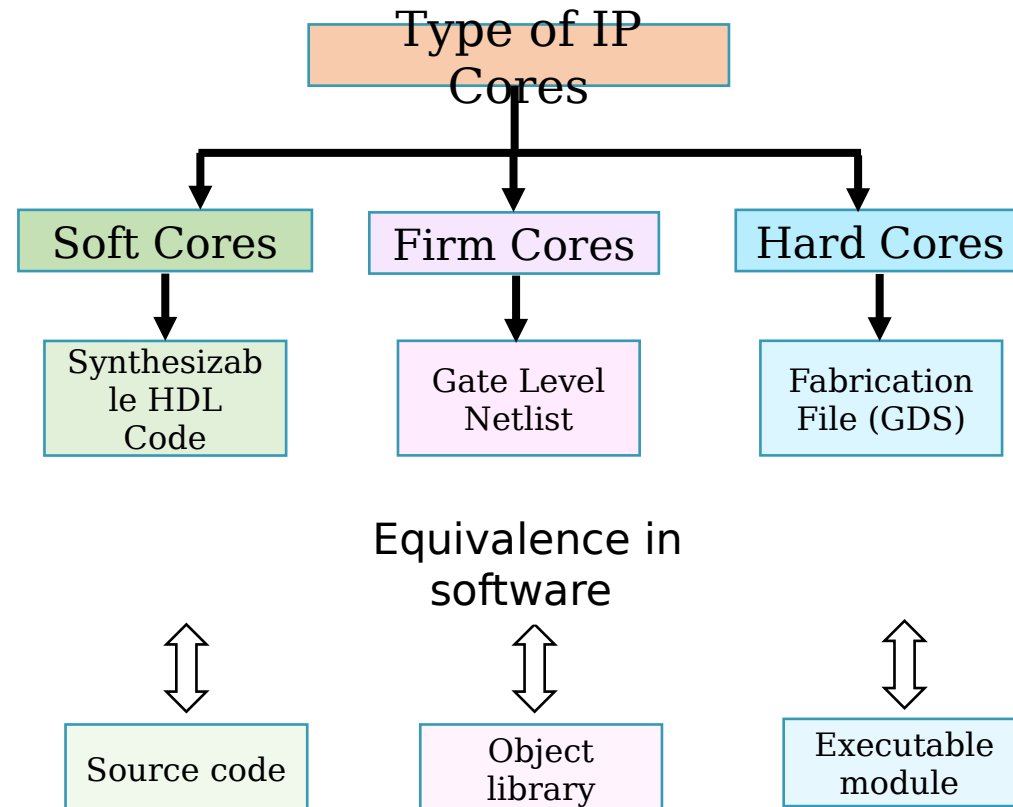 Type of IP
Cores
Soft Cores
Firm Cores
Hard Cores
Synthesizab
le HDL
Code
Gate Level
Netlist
Fabrication
File (GDS)
Equivalence in
software
Source code
Object
library
Executable
module